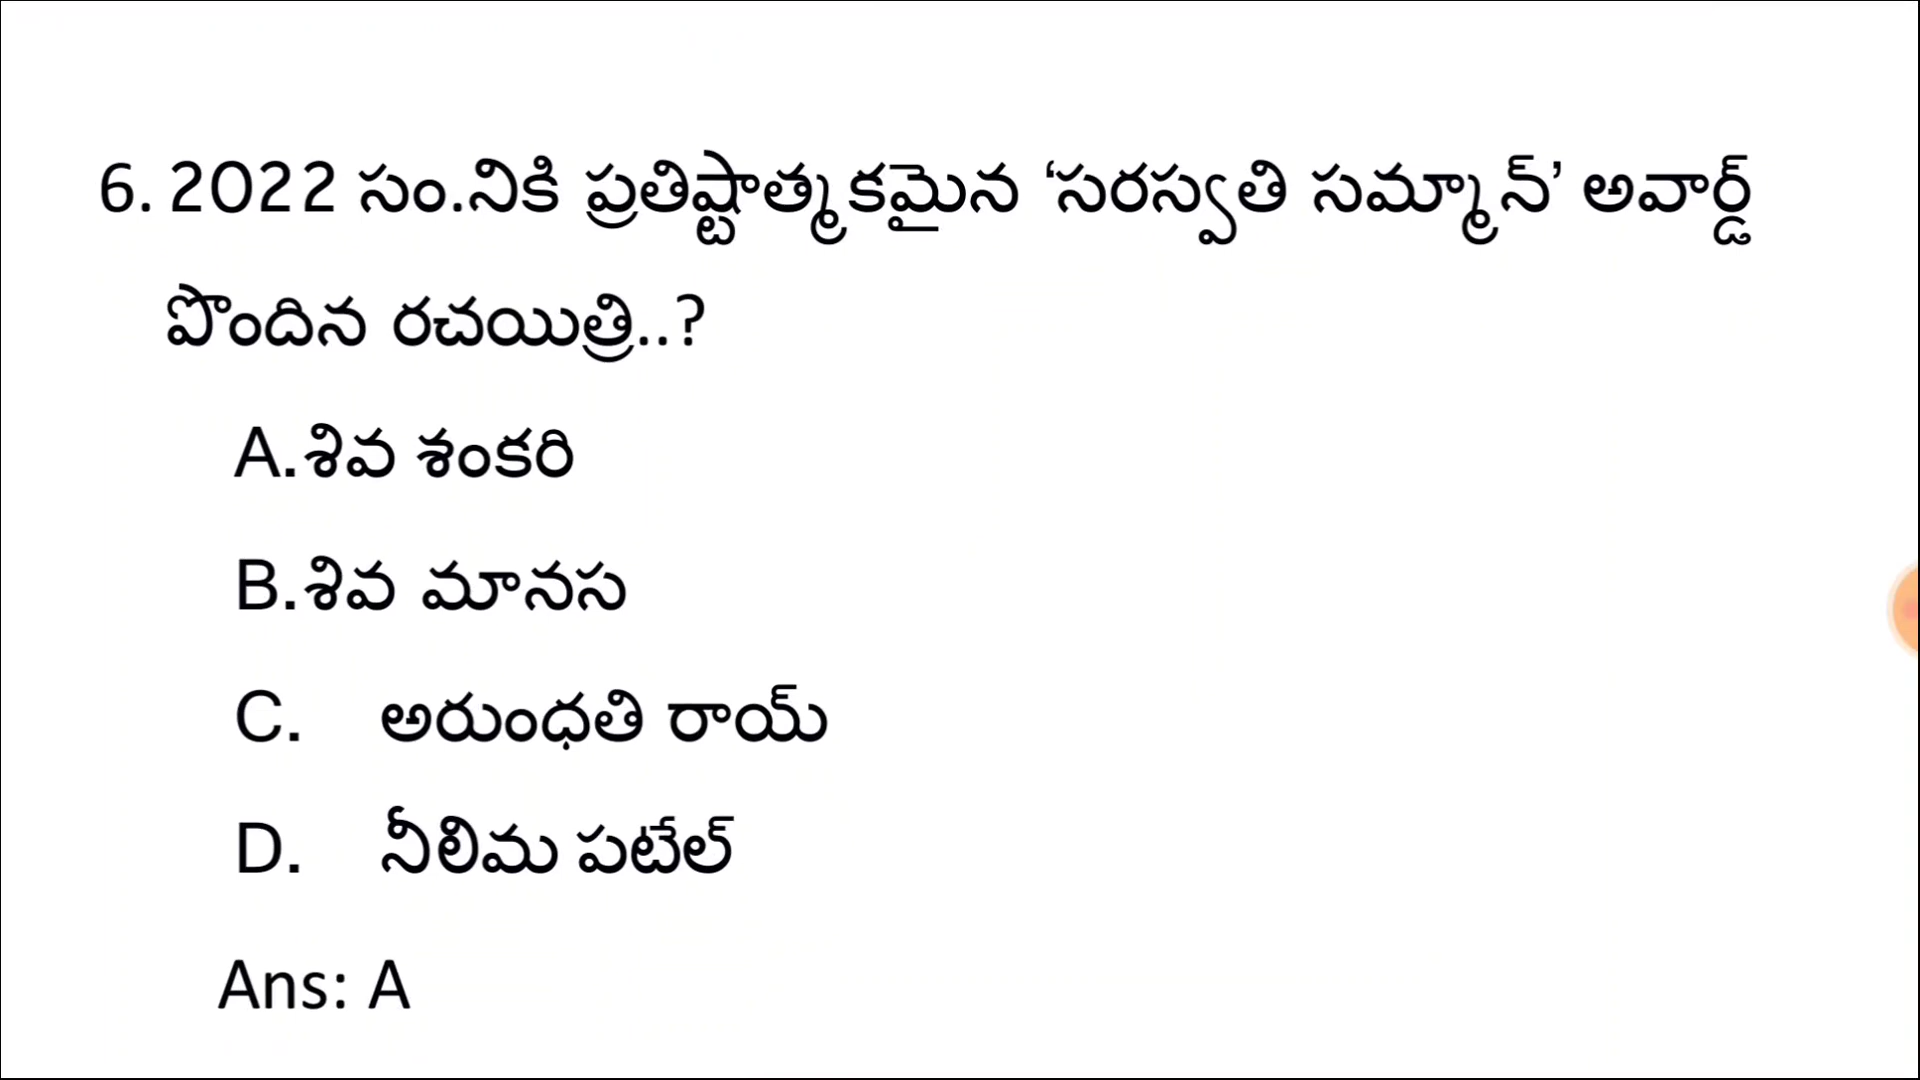 6. 2022 సం.నికి ప్రతిష్టాత్మకమైన ‘సరస్వతి సమ్మాన్’ అవార్డ్
పొందిన రచయిత్రి..?
A.శివ శంకరి
B.శివ మానస
C. అరుంధతి రాయ్
D. నీలిమ పటేల్
Ans: A